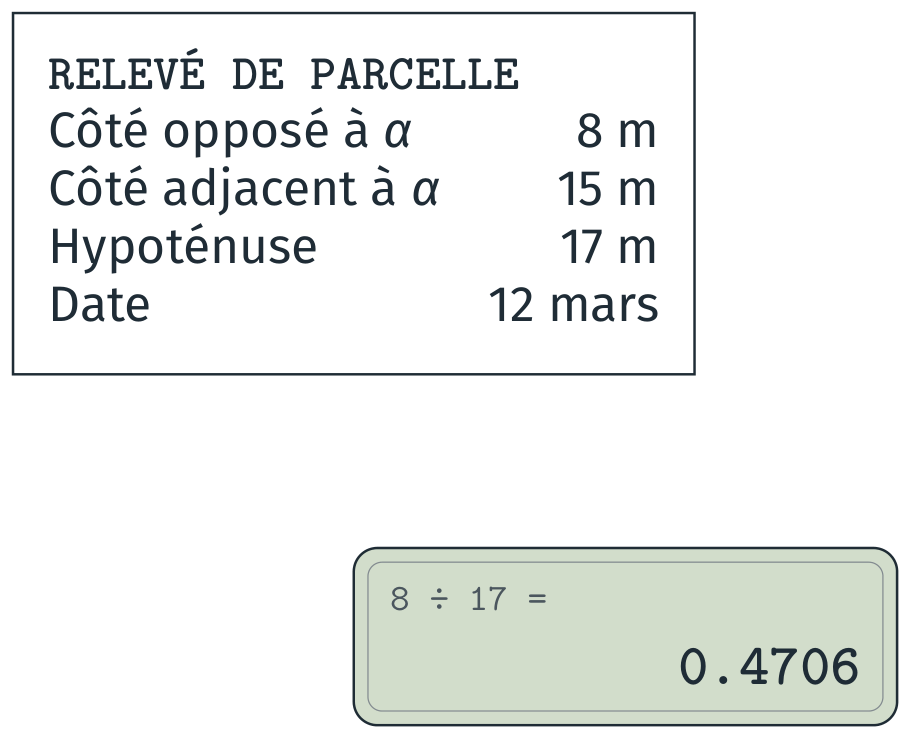 RELEVÉ DE PARCELLE
Côté opposé à α 8 m
Côté adjacent à α 15 m
Hypoténuse 17 m
Date 12 mars
8 ÷ 17 =
0.4706